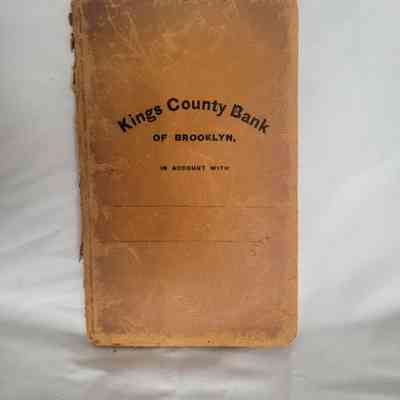 Kings County Bank
OF BROOKLYN,
IN ACCOUNT WITH